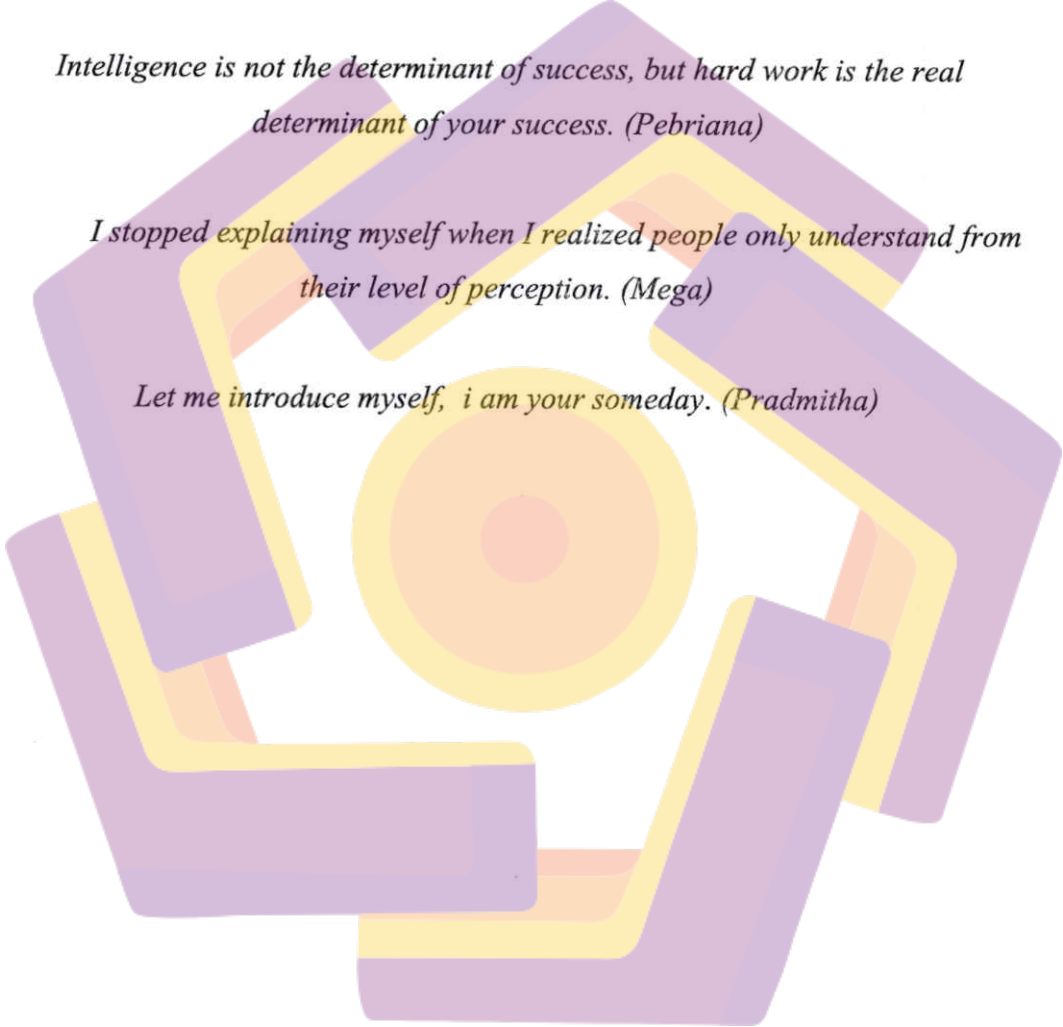 Intelligence is not the determinant of success, but hard work is the real
determinant of your success. (Pebriana)
I stopped explaining myself when I realized people only understand from
their level of perception. (Mega)
Let me introduce myself,  i am your someday. (Pradmitha)